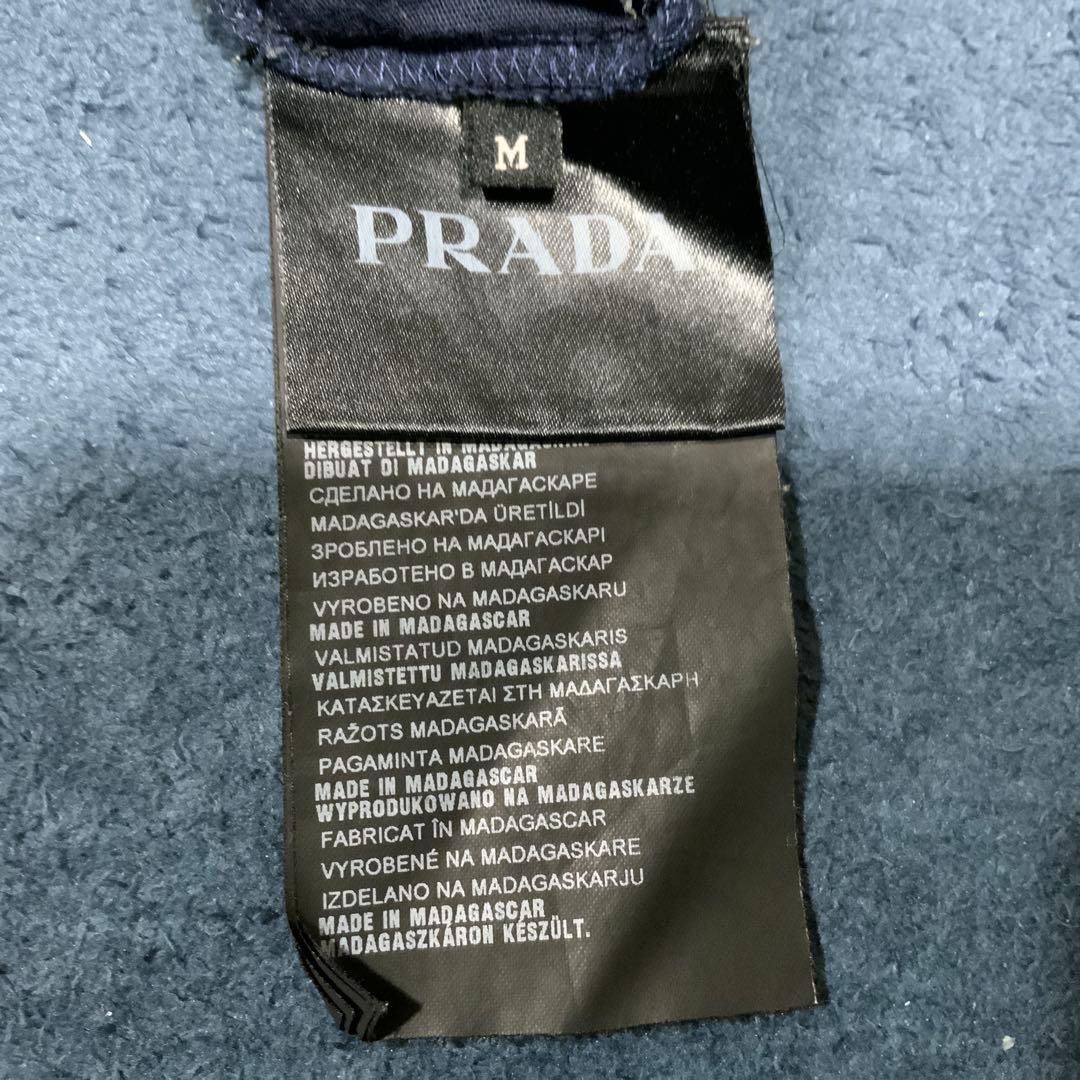 M
PRADA
HERGESTELLT IN
DIBUAT DI MADAGASKAR
СДЕЛАНО НА МАДАГАСКАРЕ
MADAGASKAR'DA ÜRETİLDİ
ЗРОБЛЕНО НА МАДАГАСКАРІ
ИЗРАБОТЕНО В МАДАГАСКАР
VYROBENO NA MADAGASKARU
MADE IN MADAGASCAR
VALMISTATUD MADAGASKARIS
VALMISTETTU MADAGASKARISSA
ΚΑΤΑΣΚΕΥΑΖΕΤΑΙ ΣΤΗ ΜΑΔΑΓΑΣΚΑΡΗ
RAŽOTS MADAGASKARĀ
PAGAMINTA MADAGASKARE
MADE IN MADAGASCAR
WYPRODUKOWANO NA MADAGASKARZE
FABRICAT ÎN MADAGASCAR
VYROBENÉ NA MADAGASKARE
IZDELANO NA MADAGASKARJU
MADE IN MADAGASCAR
MADAGASZKÁRON KÉSZÜLT.